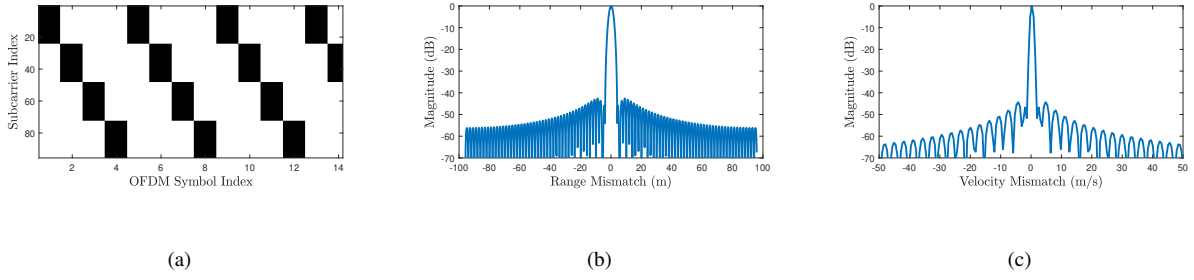 20
40
60
80
Subcarrier Index
2 4 6 8 10 12 14
OFDM Symbol Index
(a)
0
-10
-20
-30
-40
-50
-60
-70
Magnitude (dB)
-100 -80 -60 -40 -20 0 20 40 60 80 100
Range Mismatch (m)
(b)
0
-10
-20
-30
-40
-50
-60
-70
Magnitude (dB)
-50 -40 -30 -20 -10 0 10 20 30 40 50
Velocity Mismatch (m/s)
(c)